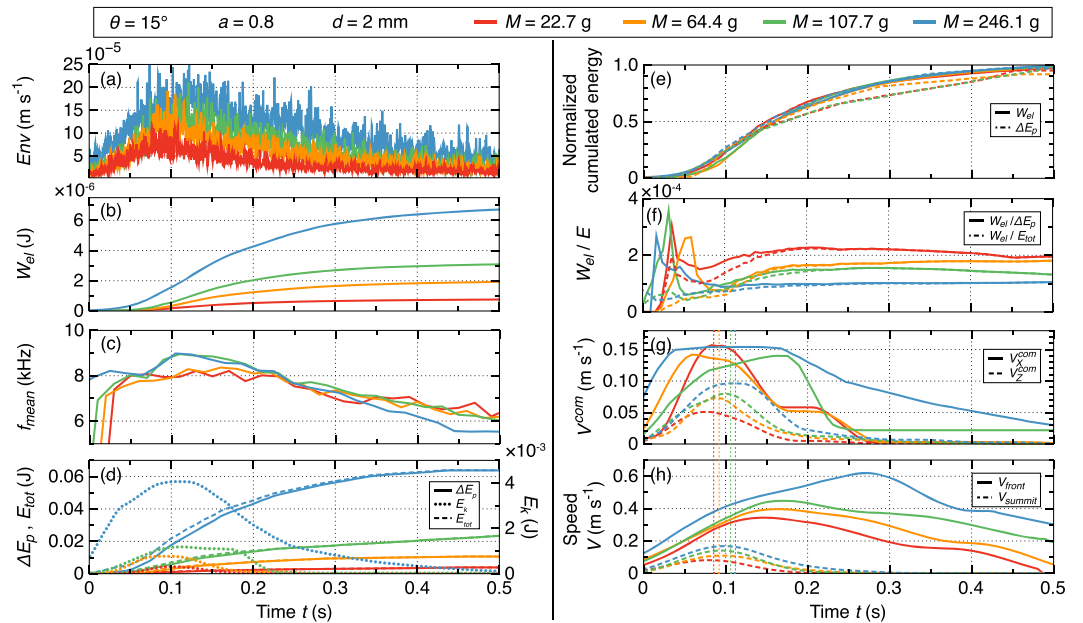 θ = 15° a = 0.8 d = 2 mm M = 22.7 g M = 64.4 g M = 107.7 g M = 246.1 g
×10⁻⁵
(a)
Env (m s⁻¹)
25
20
15
10
5
×10⁻⁶
(b)
W_el (J)
6
4
2
0
(c)
f_mean (kHz)
10
8
6
(d)
ΔE_p , E_tot (J)
0.06
0.04
0.02
0
×10⁻³
4
2
0
E_k (J)
ΔE_p
E_k
E_tot
0 0.1 0.2 0.3 0.4 0.5
Time t (s)
(e)
Normalized
cumulated energy
1.0
0.5
0
W_el
ΔE_p
×10⁻⁴
(f)
W_el / E
4
2
0
W_el /ΔE_p
W_el / E_tot
(g)
V^com (m s⁻¹)
0.15
0.10
0.05
0
V_X^com
V_Z^com
(h)
Speed
V (m s⁻¹)
0.6
0.4
0.2
0
V_front
V_summit
0 0.1 0.2 0.3 0.4 0.5
Time t (s)